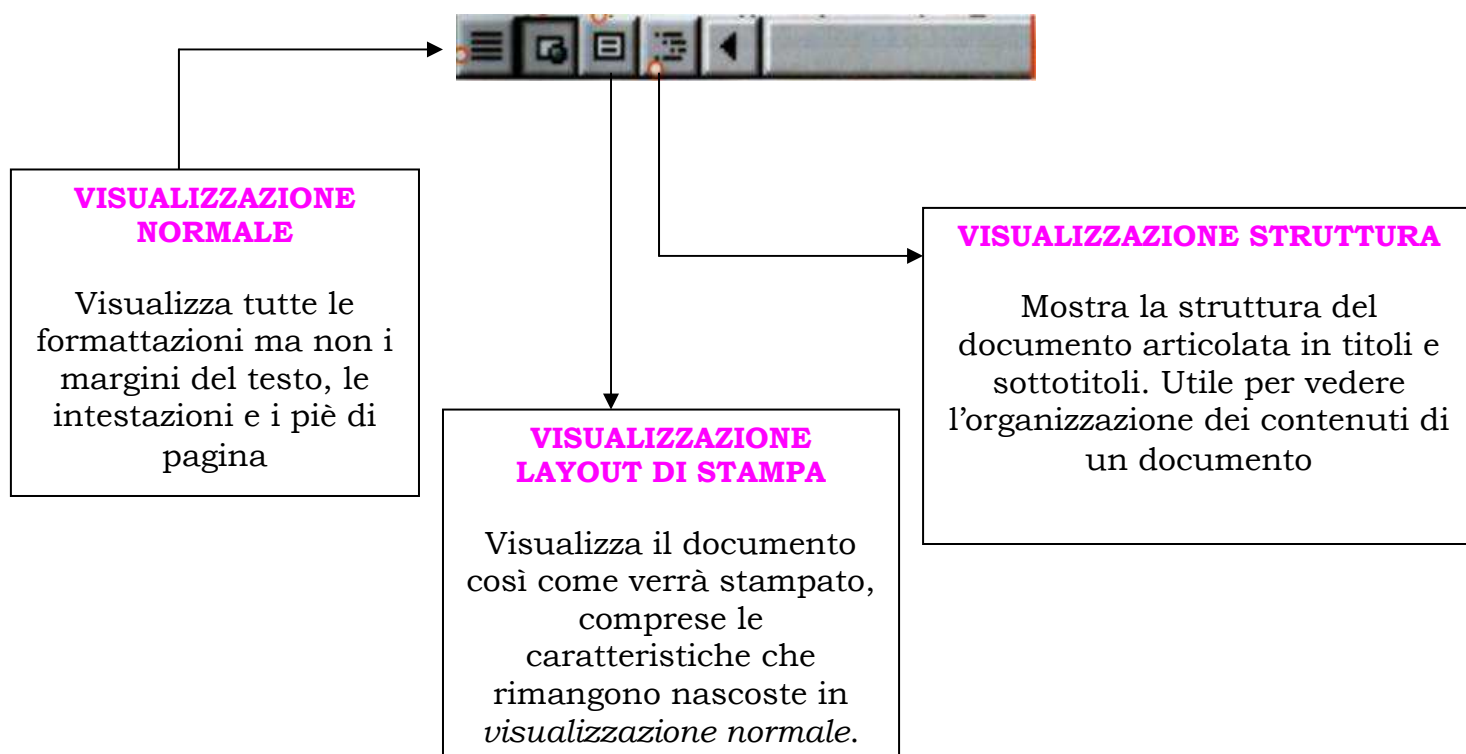 VISUALIZZAZIONE
NORMALE
Visualizza tutte le
formattazioni ma non i
margini del testo, le
intestazioni e i piè di
pagina
VISUALIZZAZIONE
LAYOUT DI STAMPA
Visualizza il documento
così come verrà stampato,
comprese le
caratteristiche che
rimangono nascoste in
visualizzazione normale.
VISUALIZZAZIONE STRUTTURA
Mostra la struttura del
documento articolata in titoli e
sottotitoli. Utile per vedere
l’organizzazione dei contenuti di
un documento